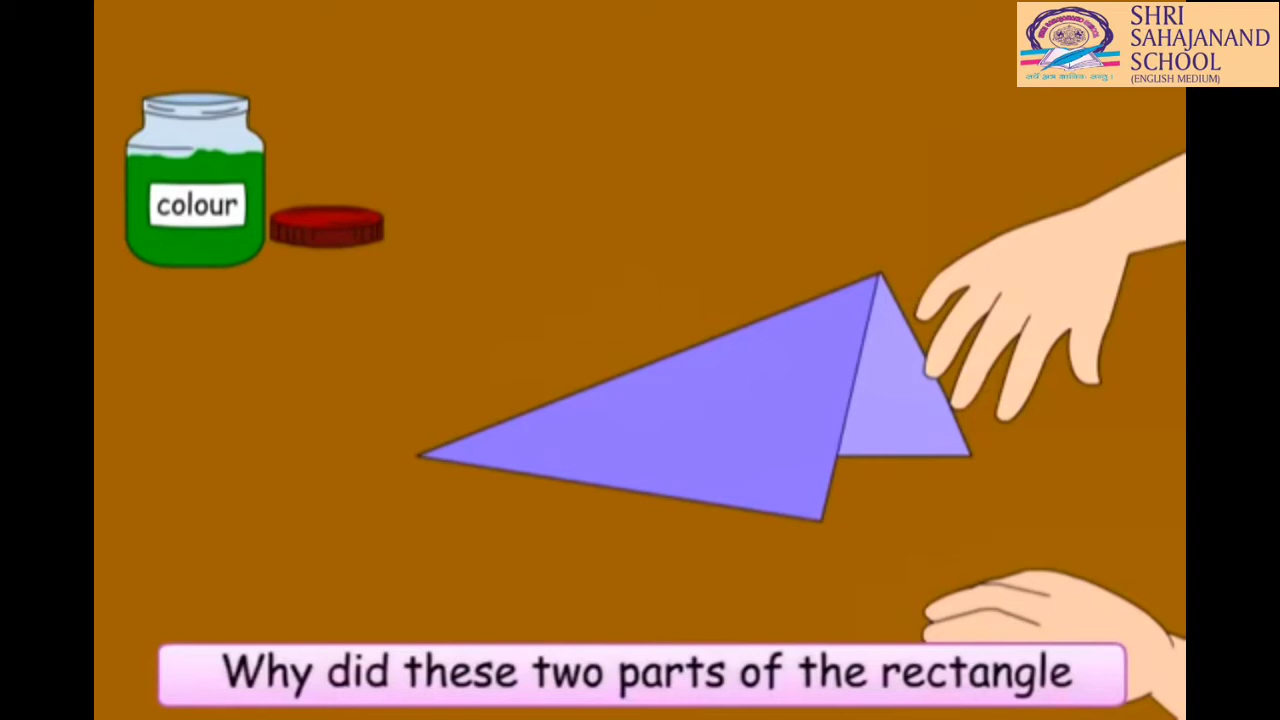 SHRI
SAHAJANAND
SCHOOL
(ENGLISH MEDIUM)
colour
Why did these two parts of the rectangle